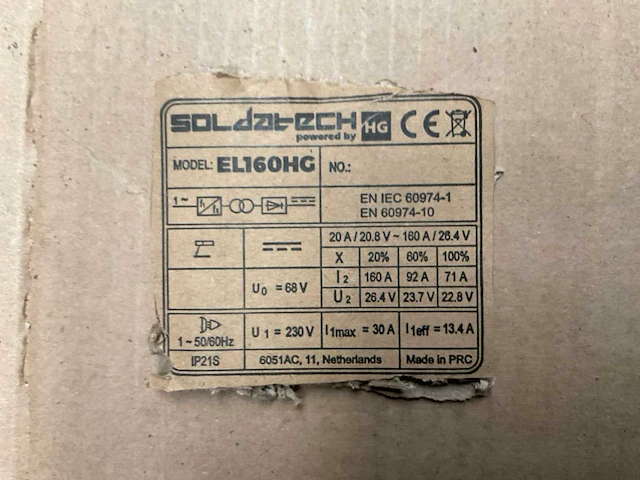 SOLDATECH
powered by HG CE
MODEL: EL160HG NO.:
1~ f1 f2
EN IEC 60974-1
EN 60974-10
20 A / 20.8 V ~ 160 A / 26.4 V
X 20% 60% 100%
U0 = 68 V I2 160 A 92 A 71 A
U2 26.4 V 23.7 V 22.8 V
1 ~ 50/60Hz U1 = 230 V I1max = 30 A I1eff = 13.4 A
IP21S 6051AC, 11, Netherlands Made in PRC